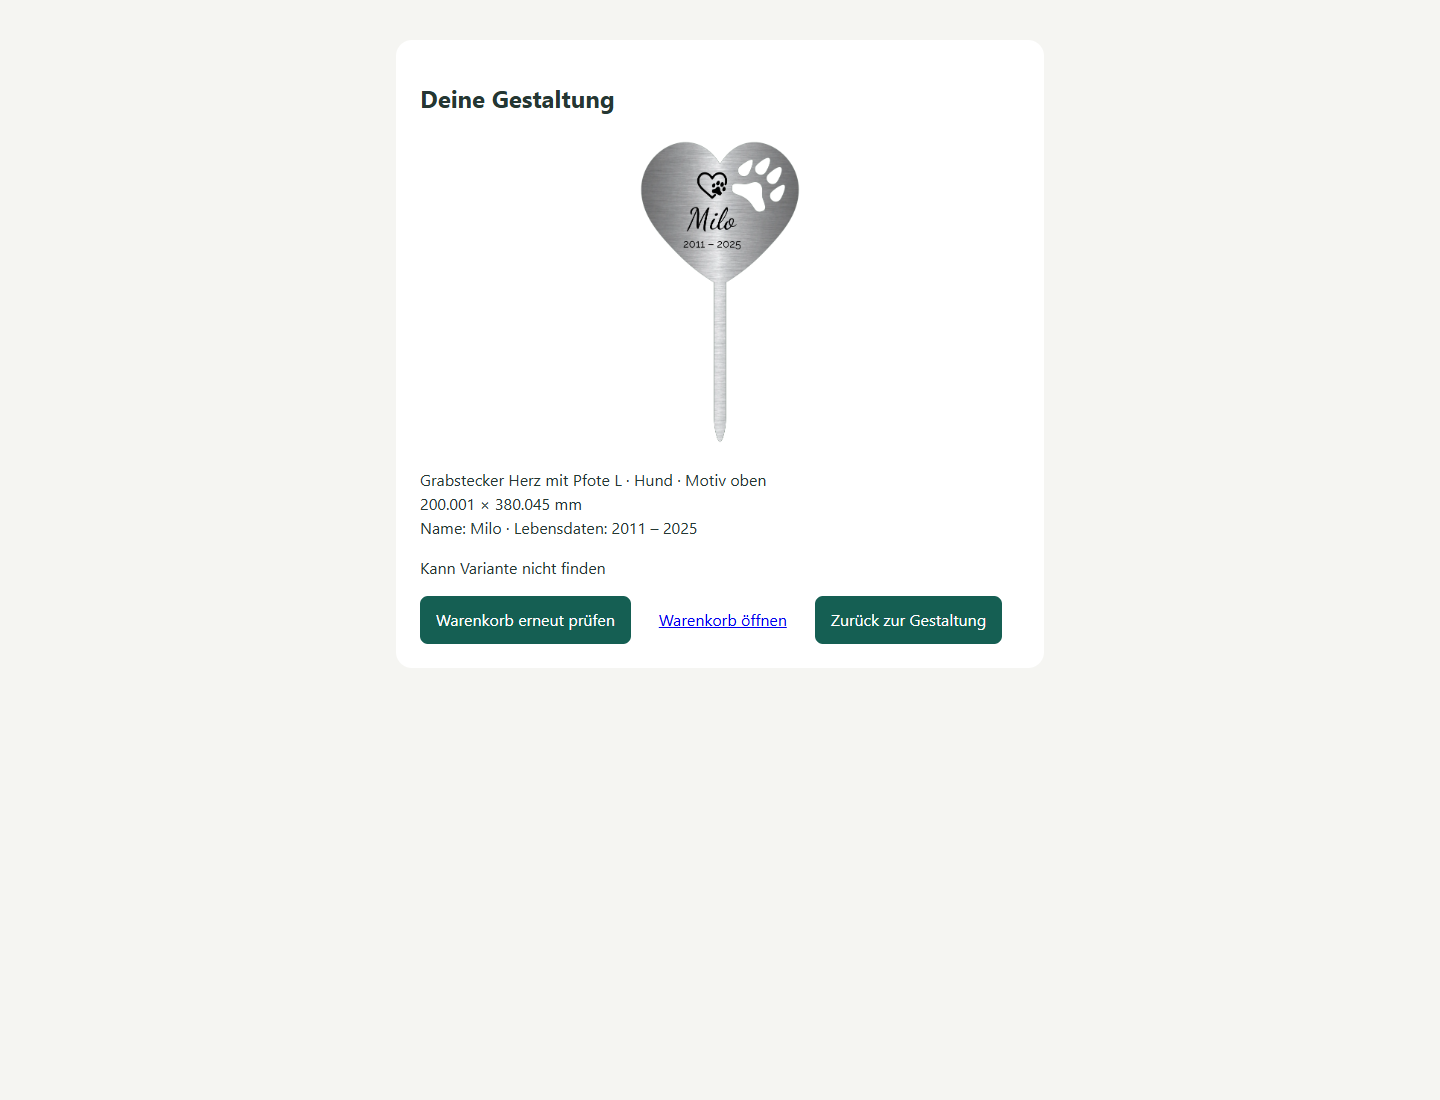 Deine Gestaltung
Milo
2011 – 2025
Grabstecker Herz mit Pfote L · Hund · Motiv oben
200.001 × 380.045 mm
Name: Milo · Lebensdaten: 2011 – 2025
Kann Variante nicht finden
Warenkorb erneut prüfen
Warenkorb öffnen
Zurück zur Gestaltung